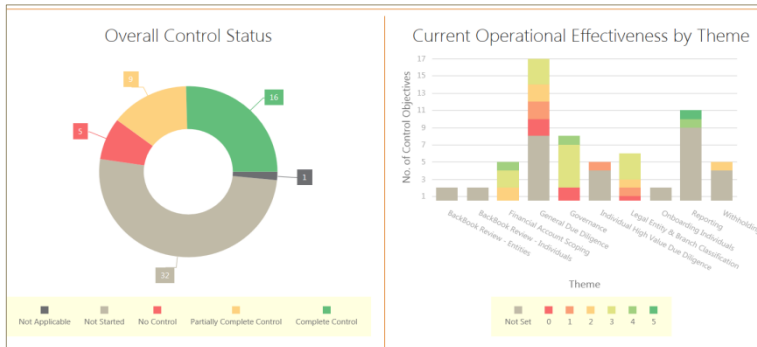 Overall Control Status
9
16
5
1
32
Not Applicable Not Started No Control Partially Complete Control Complete Control
Current Operational Effectiveness by Theme
No. of Control Objectives
17
15
13
11
9
7
5
3
1
BackBook Review - Entities
BackBook Review - Individuals
Financial Account Scoping
General Due Diligence
Governance
Individual High Value Due Diligence
Legal Entity & Branch Classification
Onboarding Individuals
Reporting
Withholding
Theme
Not Set 0 1 2 3 4 5